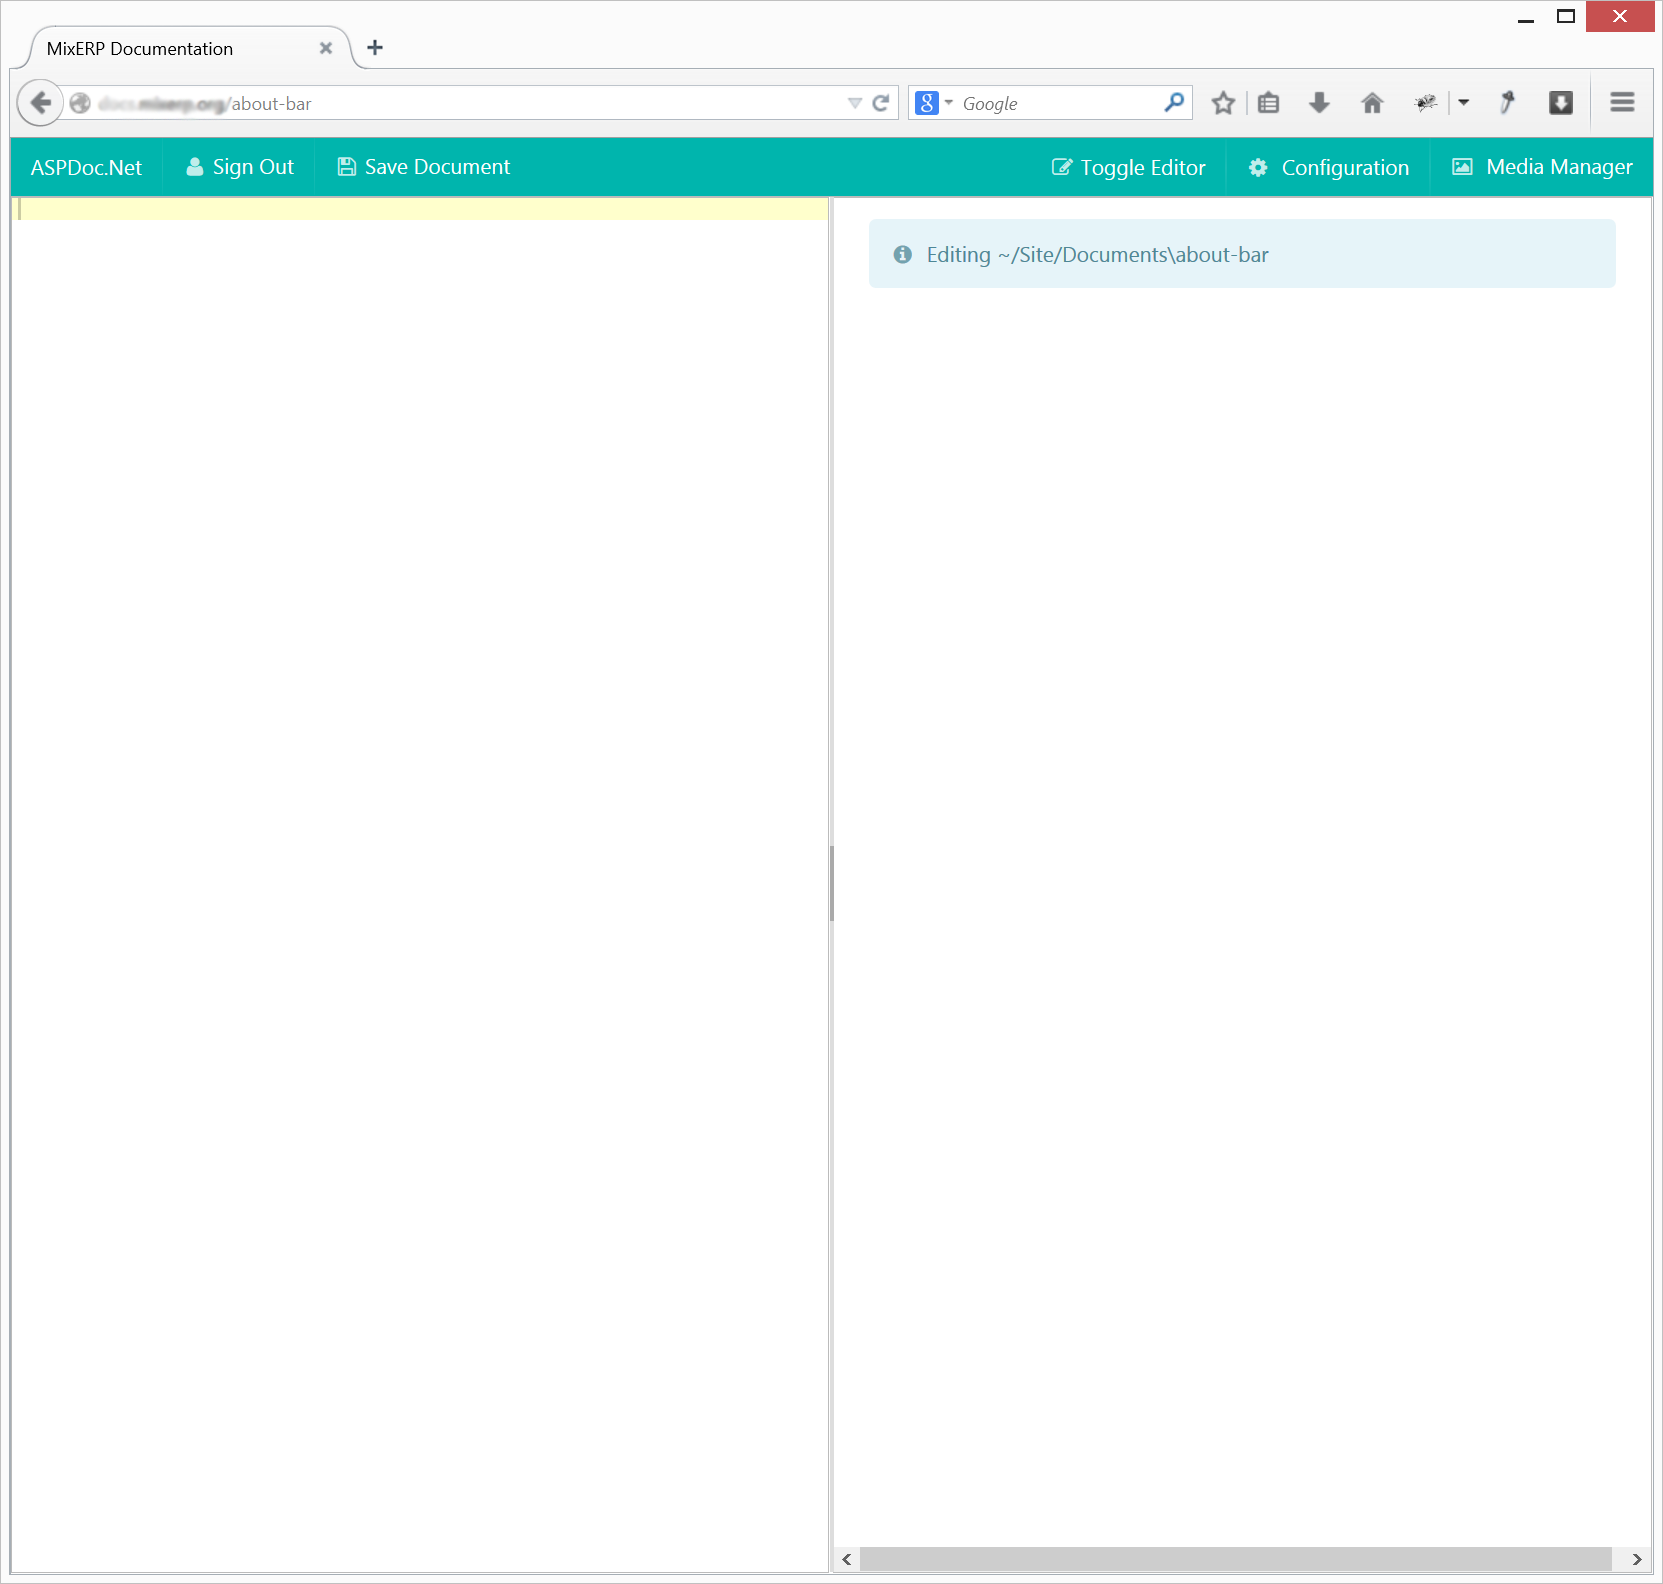 MixERP Documentation
/about-bar
Google
ASPDoc.Net Sign Out Save Document Toggle Editor Configuration Media Manager
Editing ~/Site/Documents\about-bar